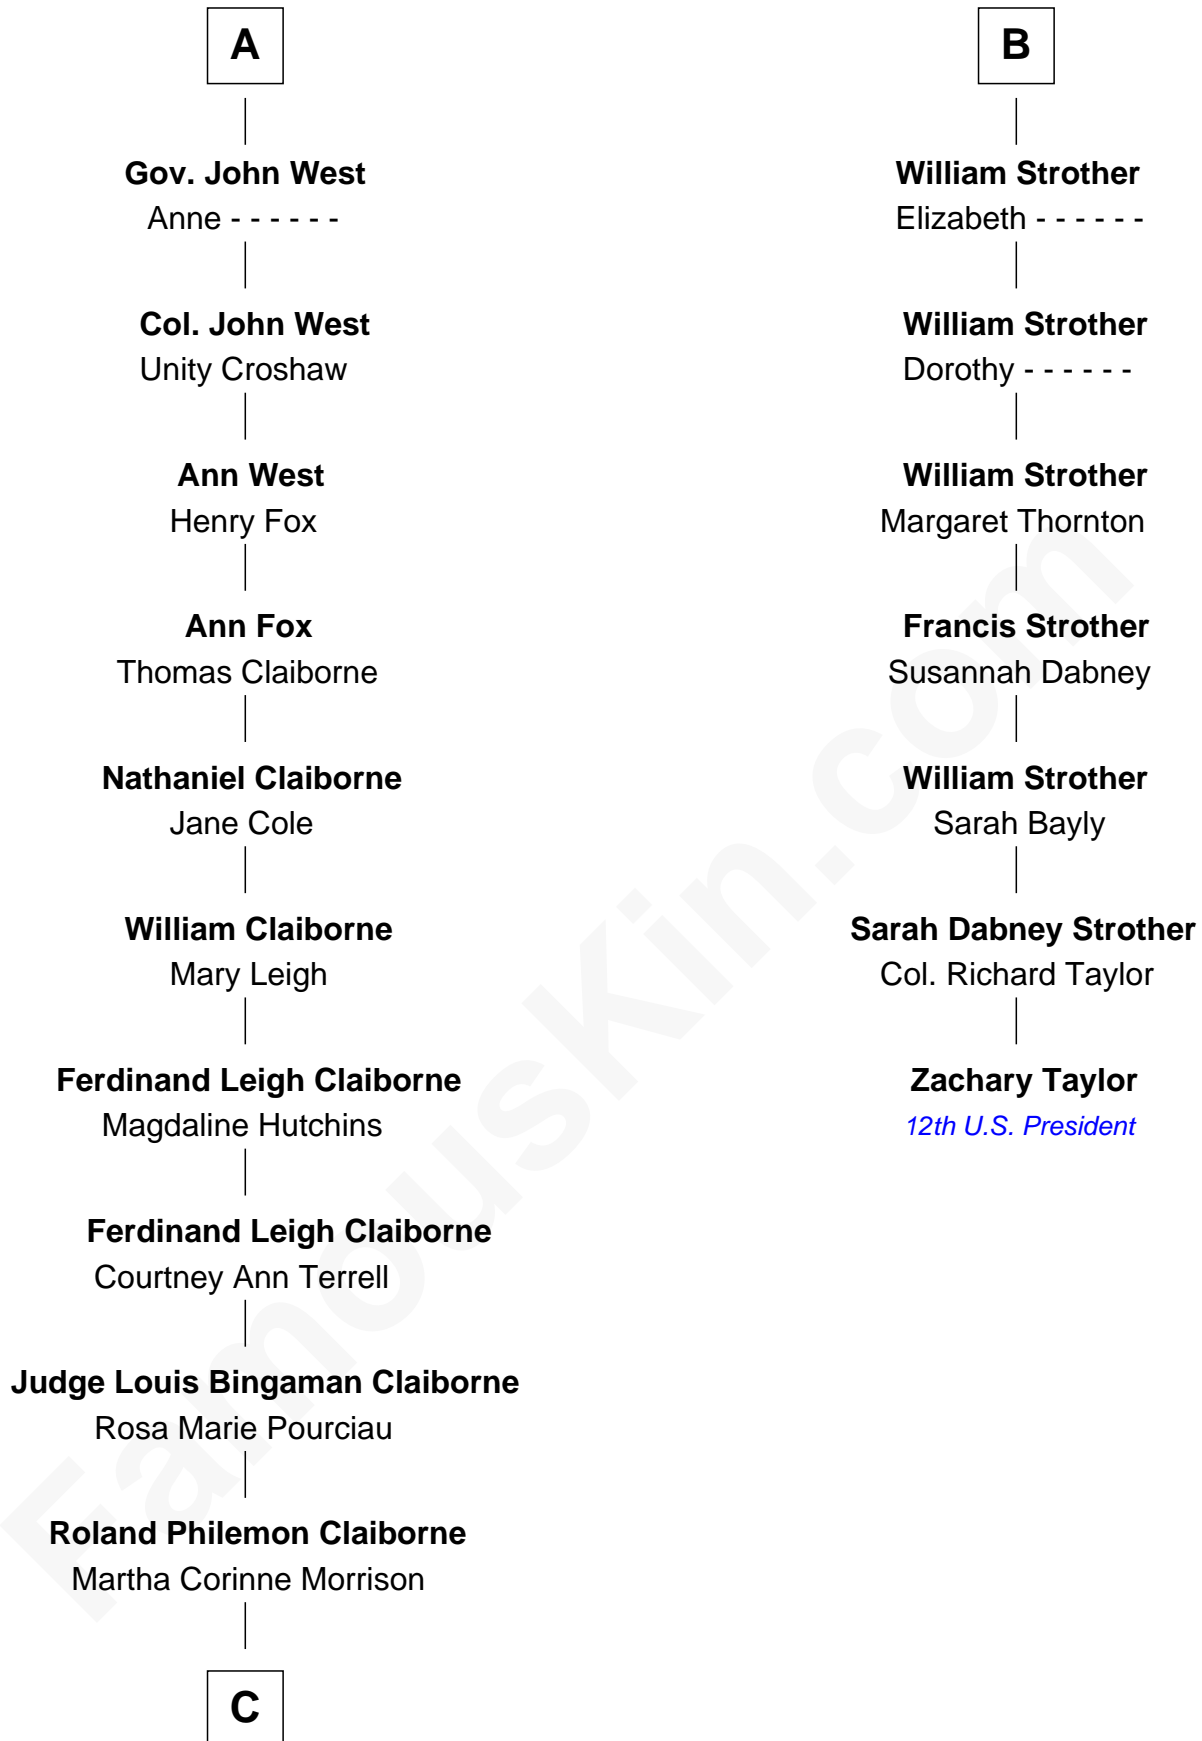 A
Gov. John West
Anne - - - - - -
Col. John West
Unity Croshaw
Ann West
Henry Fox
Ann Fox
Thomas Claiborne
Nathaniel Claiborne
Jane Cole
William Claiborne
Mary Leigh
Ferdinand Leigh Claiborne
Magdaline Hutchins
Ferdinand Leigh Claiborne
Courtney Ann Terrell
Judge Louis Bingaman Claiborne
Rosa Marie Pourciau
Roland Philemon Claiborne
Martha Corinne Morrison
C
B
William Strother
Elizabeth - - - - - -
William Strother
Dorothy - - - - - -
William Strother
Margaret Thornton
Francis Strother
Susannah Dabney
William Strother
Sarah Bayly
Sarah Dabney Strother
Col. Richard Taylor
Zachary Taylor
12th U.S. President
FamousKin.com